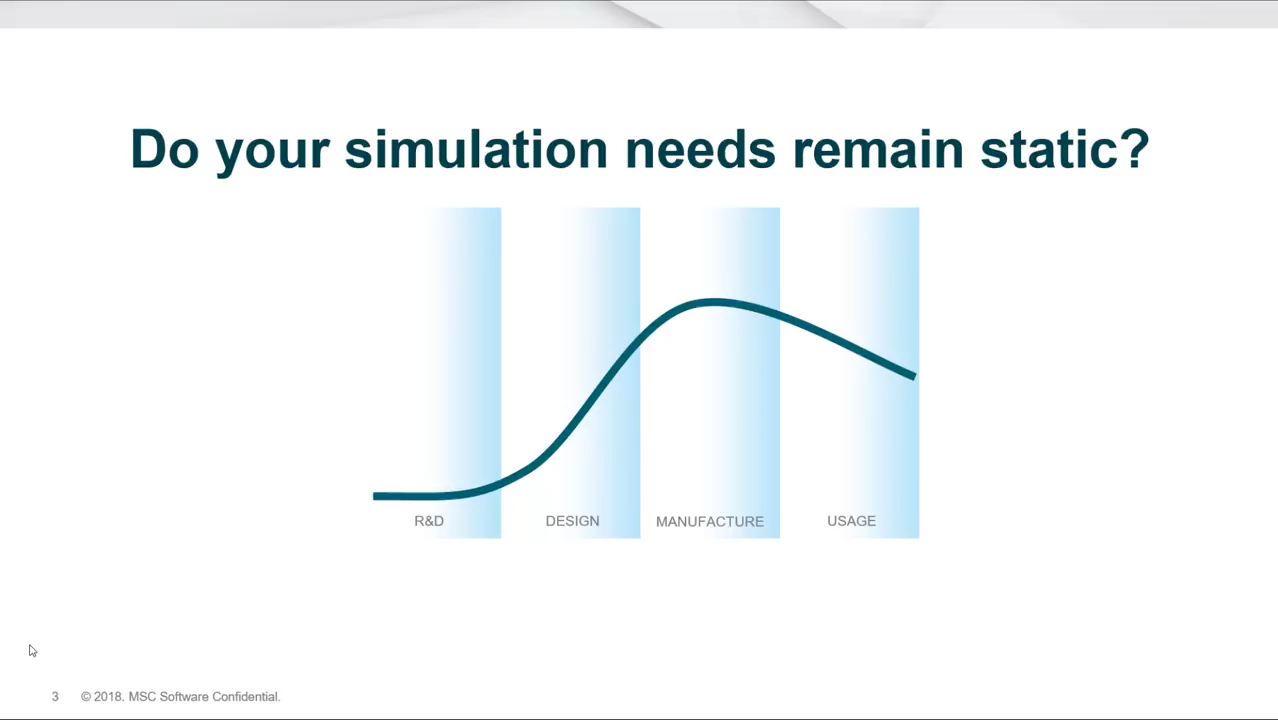 Do your simulation needs remain static?
R&D DESIGN MANUFACTURE USAGE
3 © 2018. MSC Software Confidential.